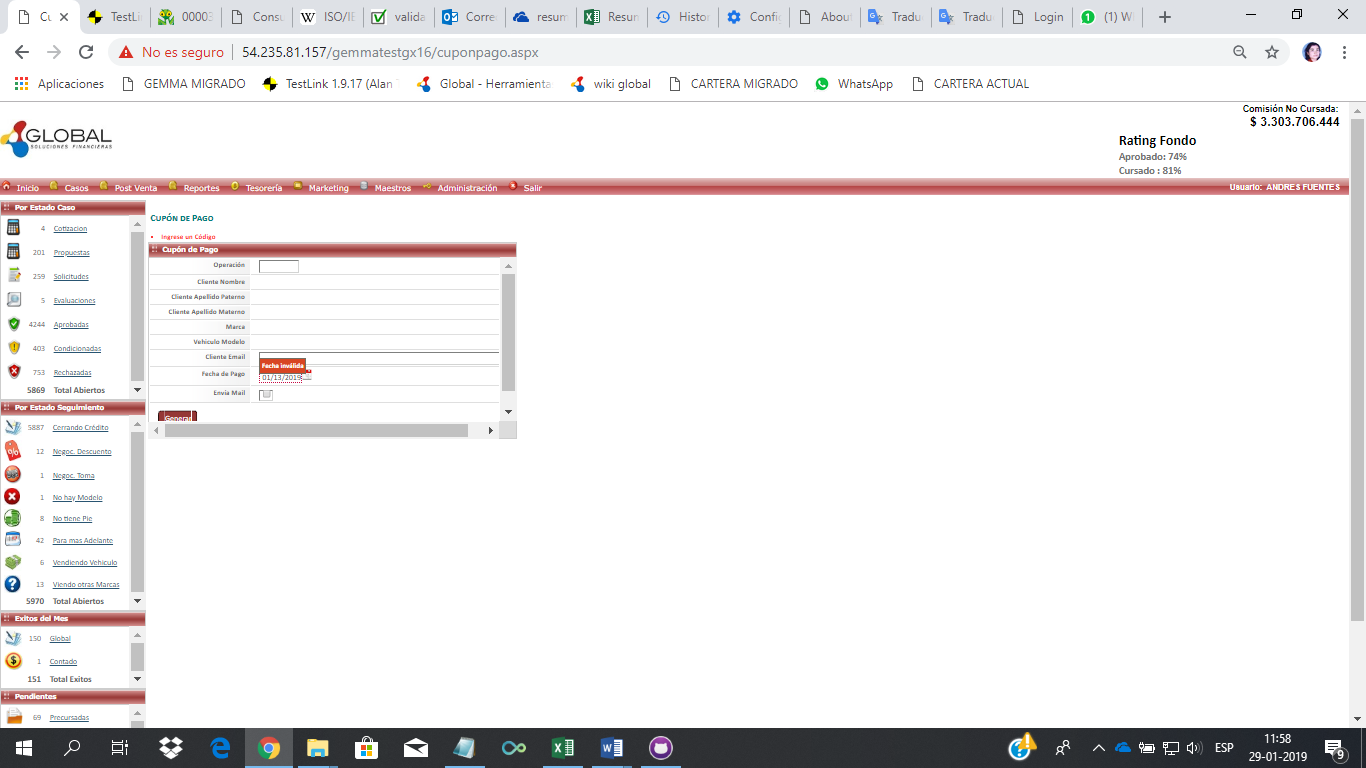 Cu
TestLin
00003
Consu
ISO/IE
valida
Corre
resum
Resun
Histor
Config
About
Tradu
Tradu
Login
(1) W
No es seguro
54.235.81.157/gemmatestgx16/cuponpago.aspx
Aplicaciones
GEMMA MIGRADO
TestLink 1.9.17 (Alan
Global - Herramienta
wiki global
CARTERA MIGRADO
WhatsApp
CARTERA ACTUAL
GLOBAL
SOLUCIONES FINANCIERAS
Comisión No Cursada:
$ 3.303.706.444
Rating Fondo
Aprobado: 74%
Cursado : 81%
Inicio Casos Post Venta Reportes Tesorería Marketing Maestros Administración Salir
Usuario: ANDRES FUENTES
Por Estado Caso
4 Cotizacion
201 Propuestas
259 Solicitudes
5 Evaluaciones
4244 Aprobadas
403 Condicionadas
753 Rechazadas
5869 Total Abiertos
Por Estado Seguimiento
5887 Cerrando Crédito
12 Negoc. Descuento
1 Negoc. Toma
1 No hay Modelo
8 No tiene Pie
42 Para mas Adelante
6 Vendiendo Vehículo
13 Viendo otras Marcas
5970 Total Abiertos
Exitos del Mes
150 Global
1 Contado
151 Total Exitos
Pendientes
69 Precursadas
Cupón de Pago
Ingrese un Código
Cupón de Pago
Operación
Cliente Nombre
Cliente Apellido Paterno
Cliente Apellido Materno
Marca
Vehiculo Modelo
Cliente Email
Fecha inválida
Fecha de Pago 01/13/2019
Envía Mail
Generar
ESP
11:58
29-01-2019
9